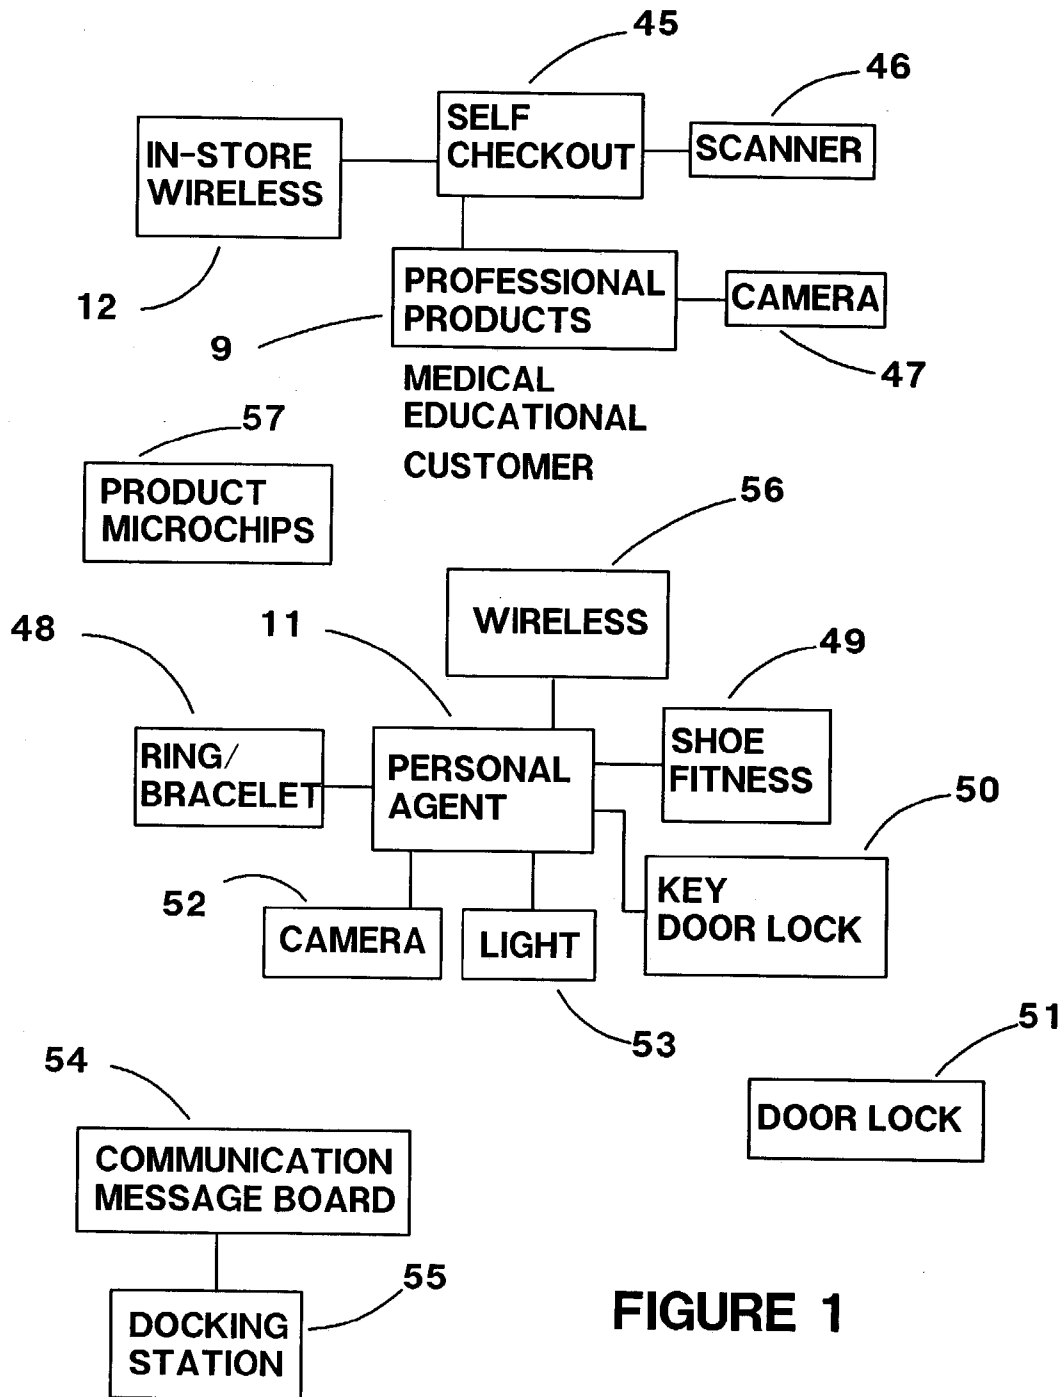 45
46
SELF
CHECKOUT
SCANNER
IN-STORE
WIRELESS
12
PROFESSIONAL
PRODUCTS
CAMERA
9
47
MEDICAL
EDUCATIONAL
CUSTOMER
57
PRODUCT
MICROCHIPS
56
WIRELESS
48
11
49
RING/
BRACELET
PERSONAL
AGENT
SHOE
FITNESS
50
KEY
DOOR LOCK
52
CAMERA
LIGHT
53
51
DOOR LOCK
54
COMMUNICATION
MESSAGE BOARD
55
DOCKING
STATION
FIGURE 1